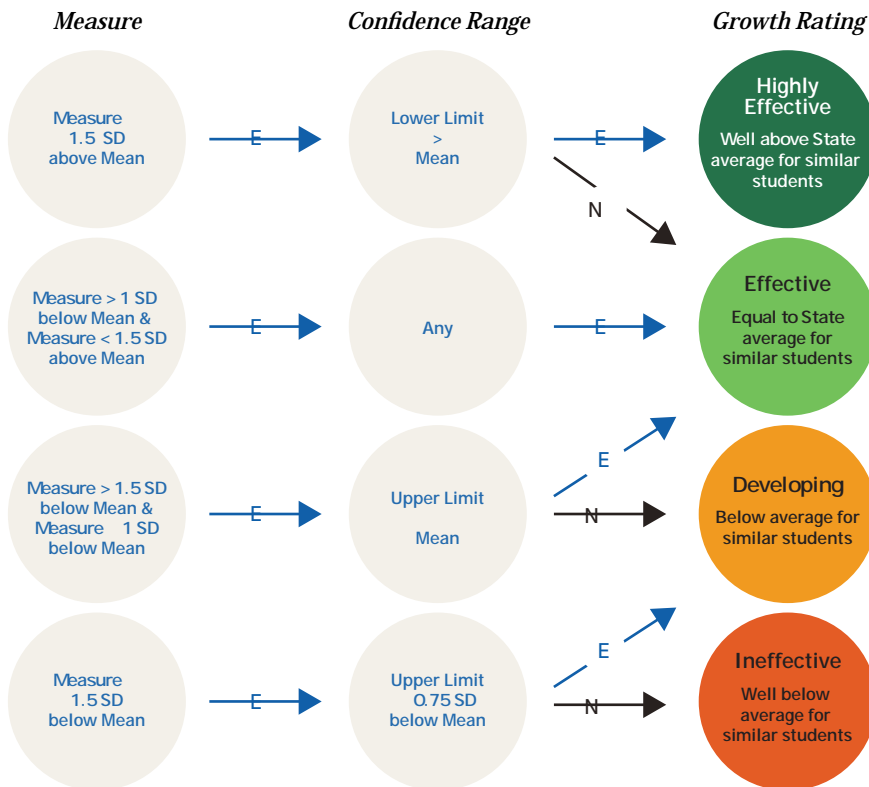 Measure
Confidence Range
Growth Rating
Measure
1.5 SD
above Mean
E
Lower Limit
>
Mean
E
N
Highly
Effective
Well above State
average for similar
students
Measure > 1 SD
below Mean &
Measure < 1.5 SD
above Mean
E
Any
E
Effective
Equal to State
average for
similar students
Measure > 1.5 SD
below Mean &
Measure 1 SD
below Mean
E
Upper Limit
Mean
E
N
Developing
Below average for
similar students
Measure
1.5 SD
below Mean
E
Upper Limit
0.75 SD
below Mean
E
N
Ineffective
Well below
average for
similar students